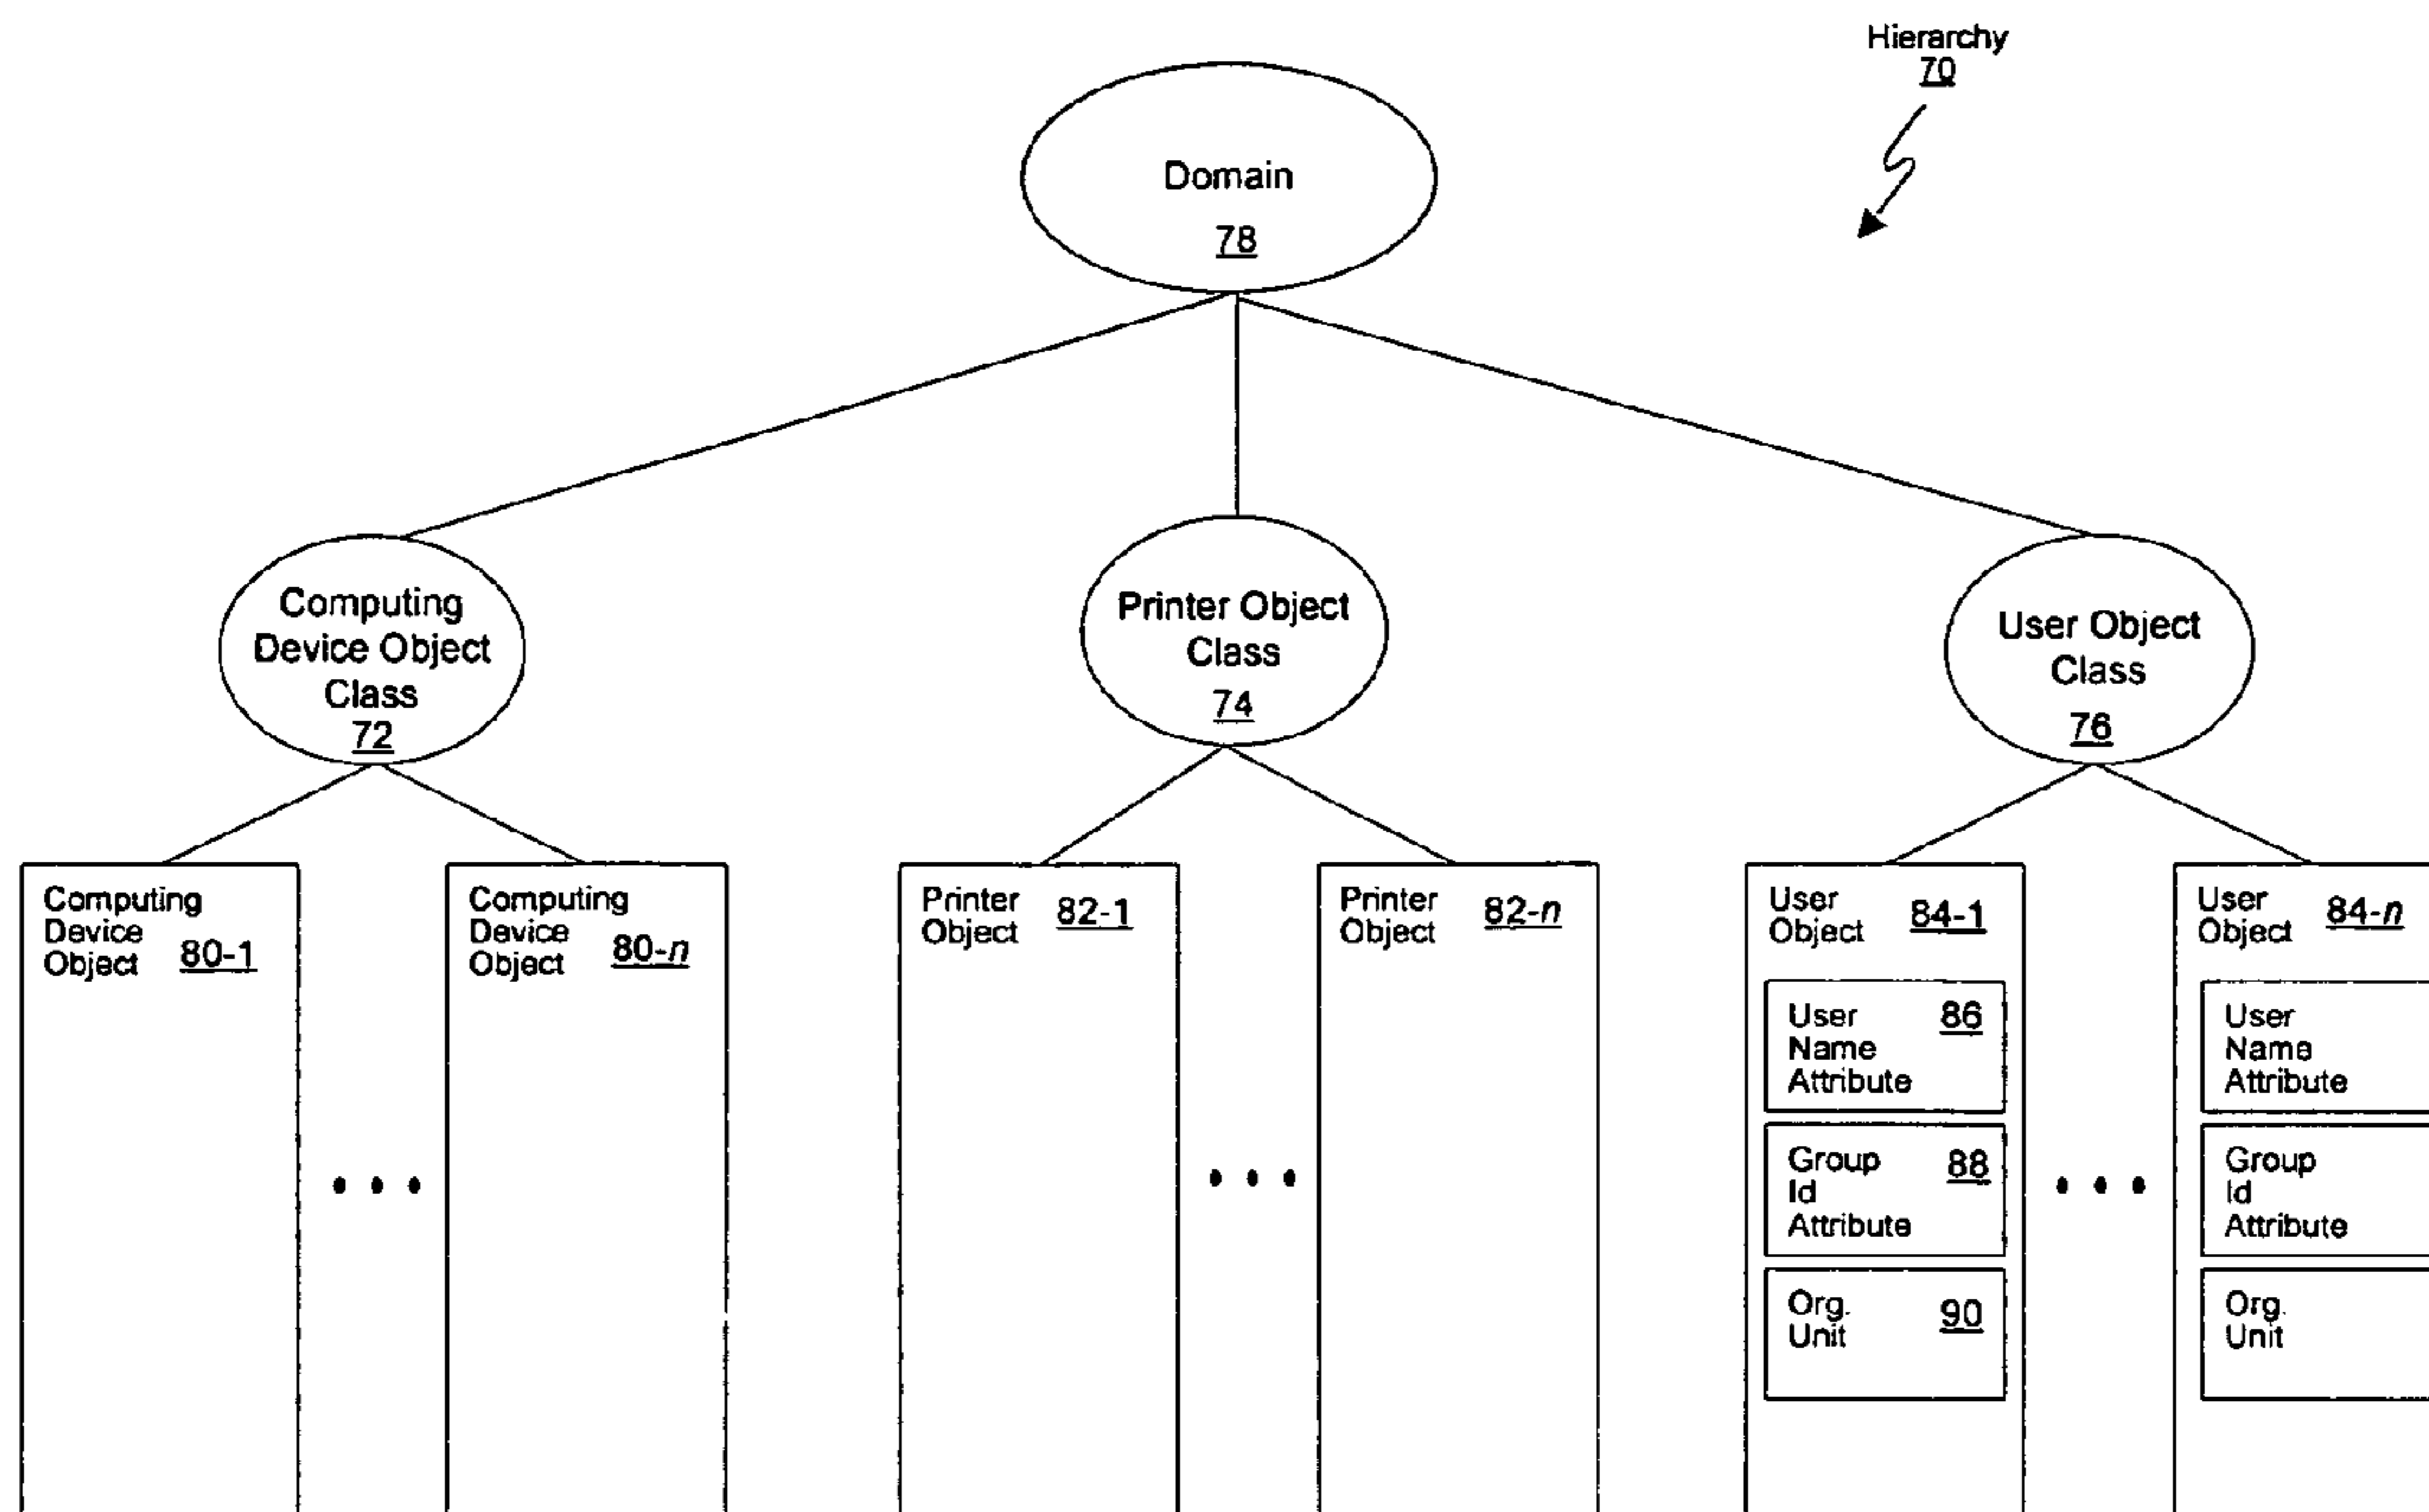 Hierarchy
70
Domain
78
Computing
Device Object
Class
72
Printer Object
Class
74
User Object
Class
76
Computing
Device
Object
80-1
Computing
Device
Object
80-n
Printer
Object
82-1
Printer
Object
82-n
User
Object
84-1
User
Name
Attribute
86
Group
Id
Attribute
88
Org.
Unit
90
User
Object
84-n
User
Name
Attribute
Group
Id
Attribute
Org.
Unit